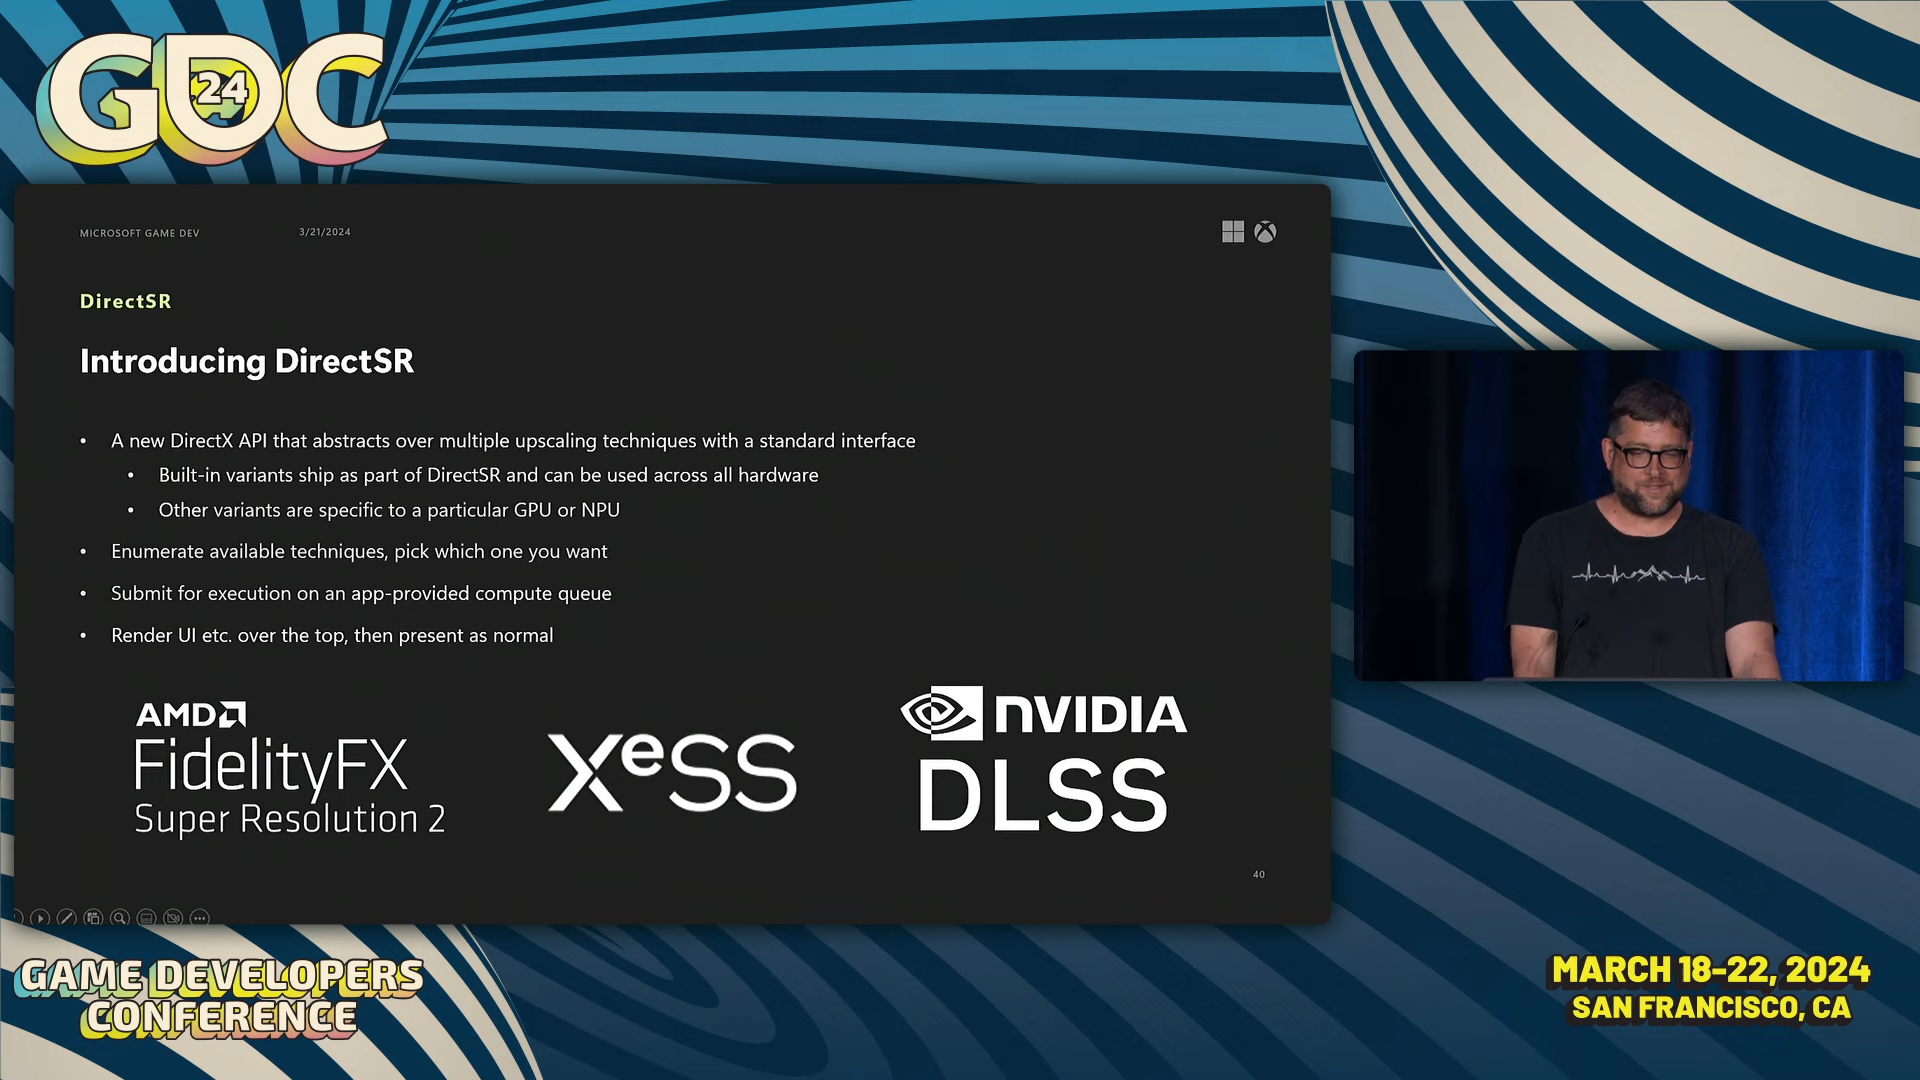 GDC
24
MICROSOFT GAME DEV
3/21/2024
DirectSR
Introducing DirectSR
• A new DirectX API that abstracts over multiple upscaling techniques with a standard interface
• Built-in variants ship as part of DirectSR and can be used across all hardware
• Other variants are specific to a particular GPU or NPU
• Enumerate available techniques, pick which one you want
• Submit for execution on an app-provided compute queue
• Render UI etc. over the top, then present as normal
AMD
FidelityFX
Super Resolution 2
XeSS
NVIDIA
DLSS
40
GAME DEVELOPERS
CONFERENCE
MARCH 18-22, 2024
SAN FRANCISCO, CA